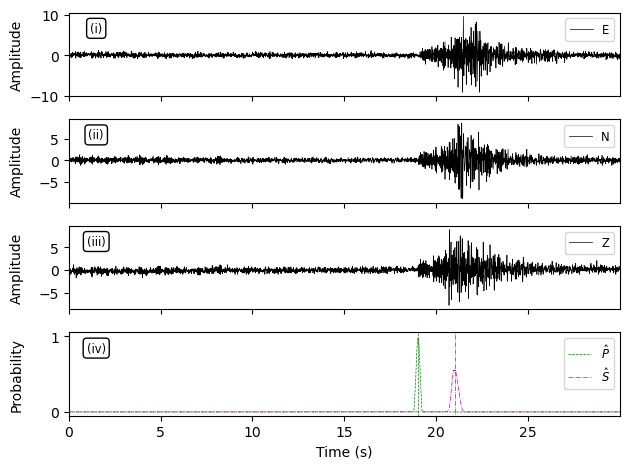 10
0
−10
Amplitude
(i)
E
5
0
−5
Amplitude
(ii)
N
5
0
−5
Amplitude
(iii)
Z
1
0
Probability
(iv)
P̂
Ŝ
0 5 10 15 20 25
Time (s)